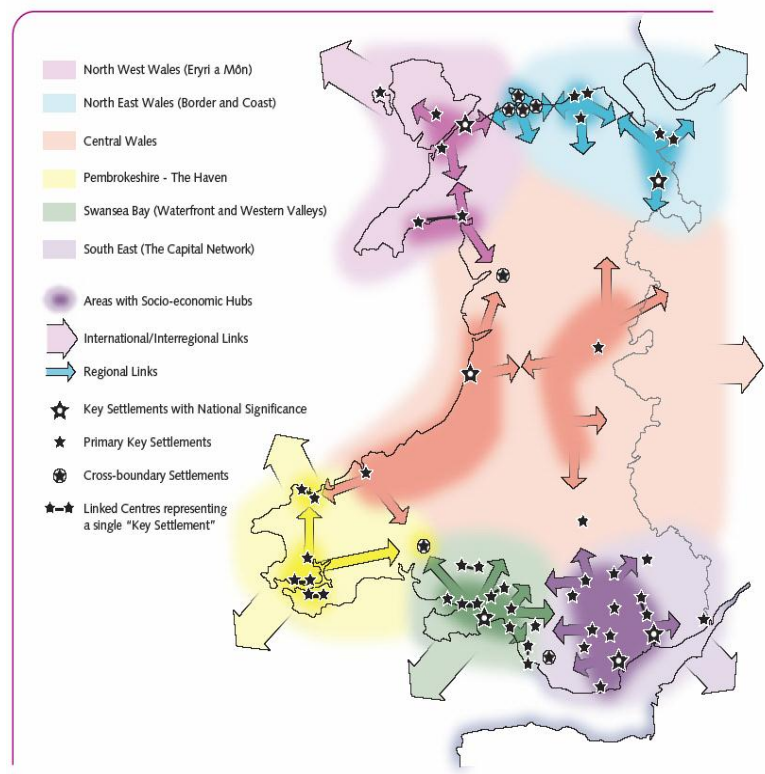 North West Wales (Eryri a Môn)
North East Wales (Border and Coast)
Central Wales
Pembrokeshire - The Haven
Swansea Bay (Waterfront and Western Valleys)
South East (The Capital Network)
Areas with Socio-economic Hubs
International/Interregional Links
Regional Links
Key Settlements with National Significance
Primary Key Settlements
Cross-boundary Settlements
Linked Centres representing
a single "Key Settlement"